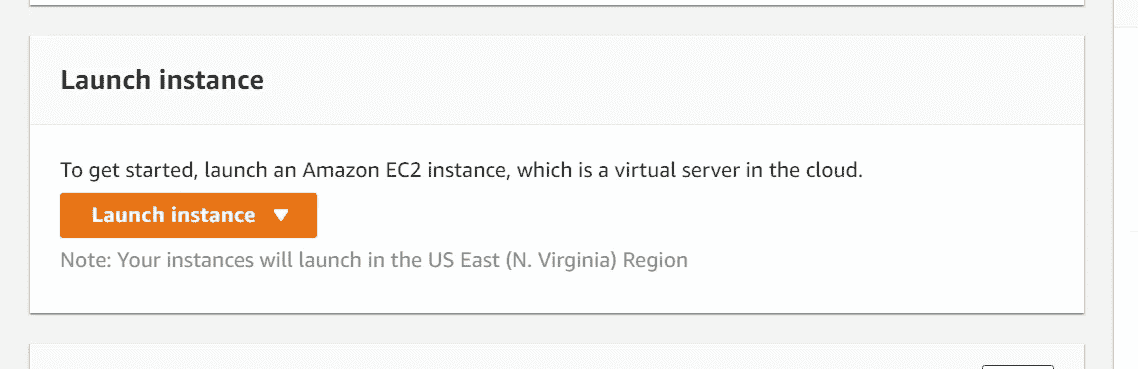 Launch instance
To get started, launch an Amazon EC2 instance, which is a virtual server in the cloud.
Launch instance
Note: Your instances will launch in the US East (N. Virginia) Region